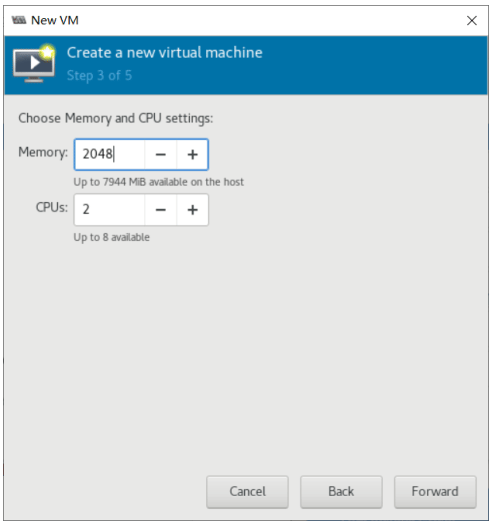 New VM
Create a new virtual machine
Step 3 of 5
Choose Memory and CPU settings:
Memory: 2048 − +
Up to 7944 MiB available on the host
CPUs: 2 − +
Up to 8 available
Cancel Back Forward